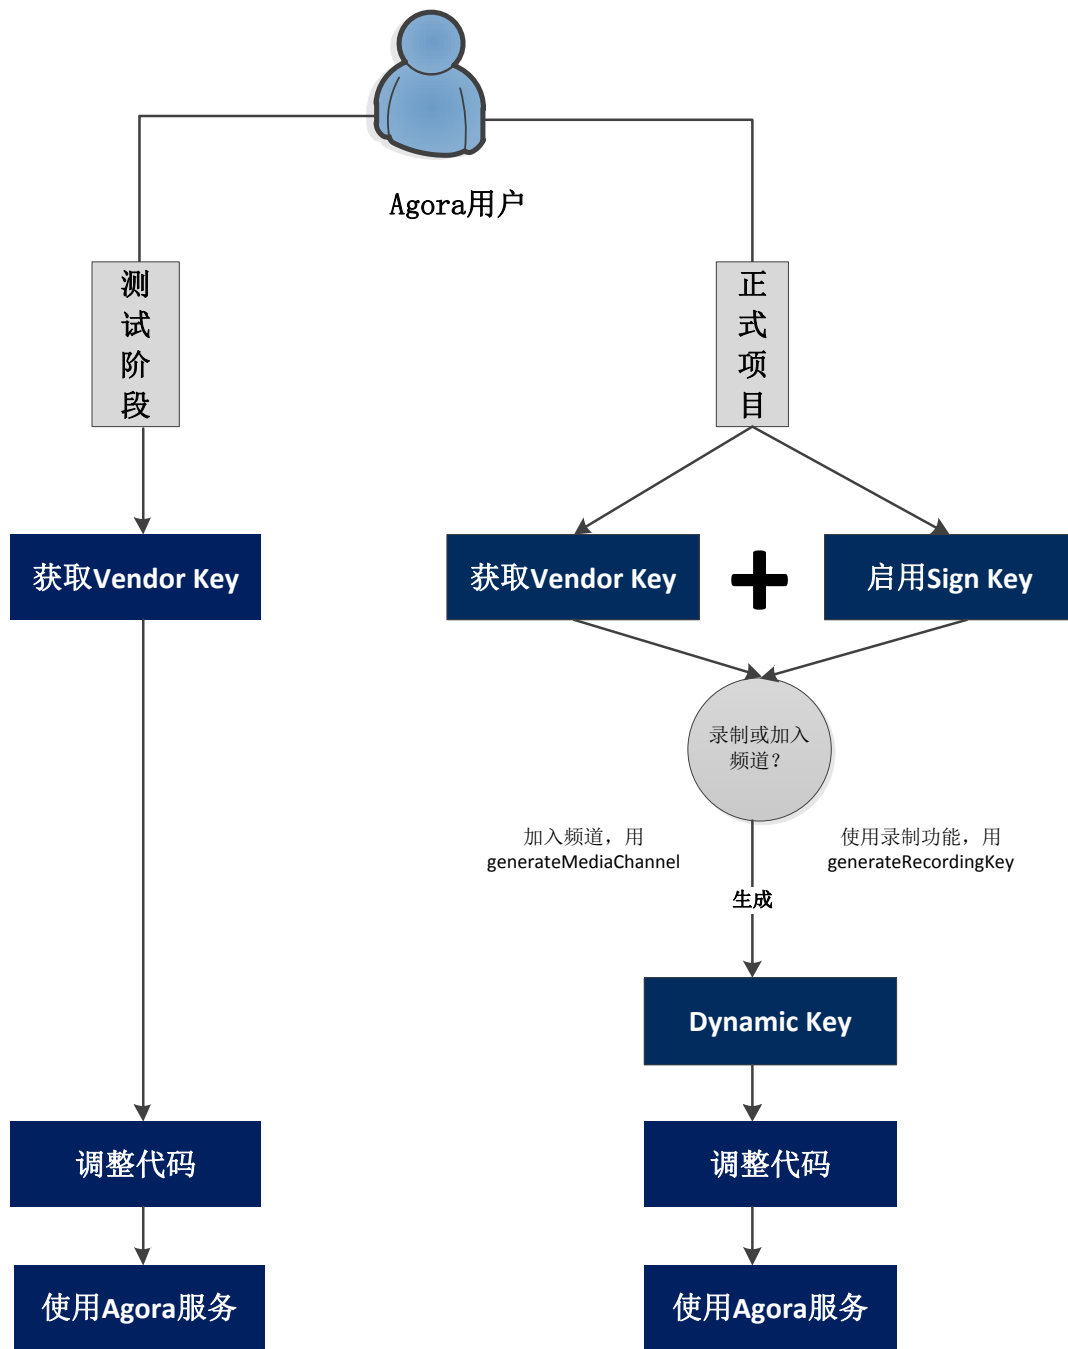 Agora用户
测
试
阶
段
正
式
项
目
获取Vendor Key
获取Vendor Key
启用Sign Key
录制或加入
频道?
加入频道，用
generateMediaChannel
使用录制功能，用
generateRecordingKey
生成
Dynamic Key
调整代码
调整代码
使用Agora服务
使用Agora服务